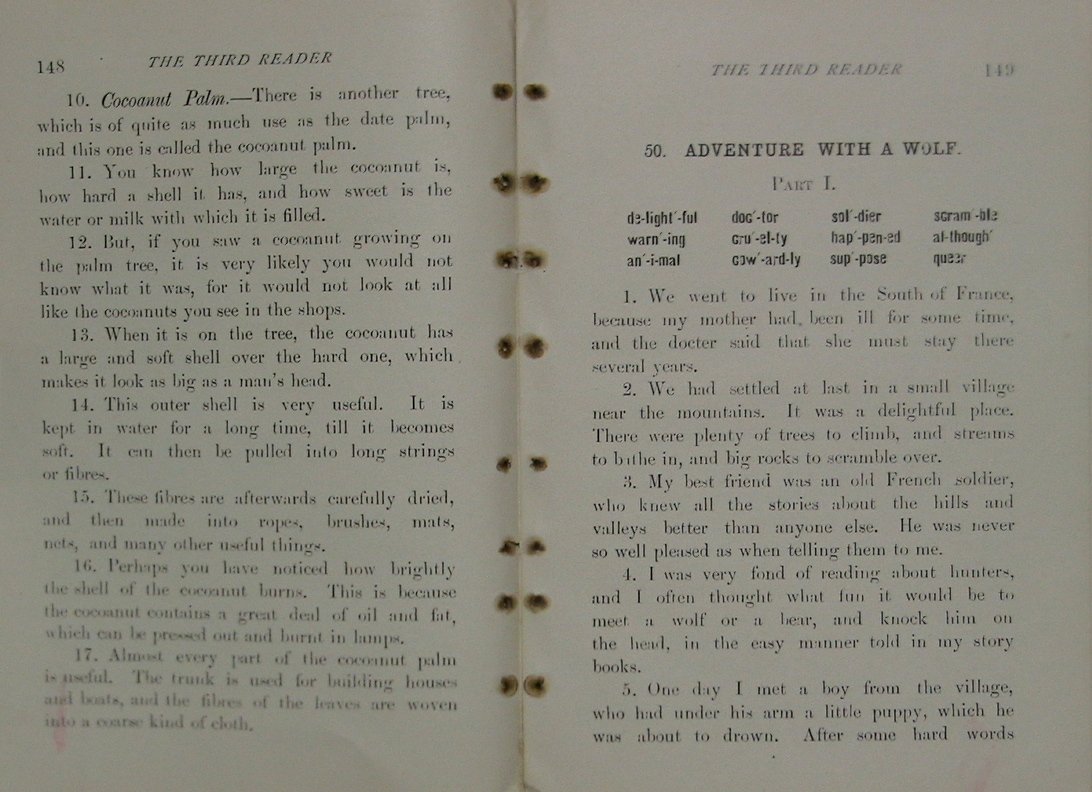 148 THE THIRD READER
10. Cocoanut Palm.—There is another tree,
which is of quite as much use as the date palm,
and this one is called the cocoanut palm.
11. You know how large the cocoanut is,
how hard a shell it has, and how sweet is the
water or milk with which it is filled.
12. But, if you saw a cocoanut growing on
the palm tree, it is very likely you would not
know what it was, for it would not look at all
like the cocoanuts you see in the shops.
13. When it is on the tree, the cocoanut has
a large and soft shell over the hard one, which
makes it look as big as a man's head.
14. This outer shell is very useful. It is
kept in water for a long time, till it becomes
soft. It can then be pulled into long strings
or fibres.
15. These fibres are afterwards carefully dried,
and then made into ropes, brushes, mats,
nets, and many other useful things.
16. Perhaps you have noticed how brightly
the shell of the cocoanut burns. This is because
the cocoanut contains a great deal of oil and fat,
which can be pressed out and burnt in lamps.
17. Almost every part of the cocoanut palm
is useful. The trunk is used for building houses
and boats, and the fibres of the leaves are woven
into a coarse kind of cloth.
THE THIRD READER 149
50. ADVENTURE WITH A WOLF.
PART I.
de-light´-ful doc´-tor sol´-dier scram´-ble
warn´-ing cru´-el-ty hap´-pen-ed al-though´
an´-i-mal cow´-ard-ly sup´-pose queer
1. We went to live in the South of France,
because my mother had been ill for some time,
and the docter said that she must stay there
several years.
2. We had settled at last in a small village
near the mountains. It was a delightful place.
There were plenty of trees to climb, and streams
to bathe in, and big rocks to scramble over.
3. My best friend was an old French soldier,
who knew all the stories about the hills and
valleys better than anyone else. He was never
so well pleased as when telling them to me.
4. I was very fond of reading about hunters,
and I often thought what fun it would be to
meet a wolf or a bear, and knock him on
the head, in the easy manner told in my story
books.
5. One day I met a boy from the village,
who had under his arm a little puppy, which he
was about to drown. After some hard words